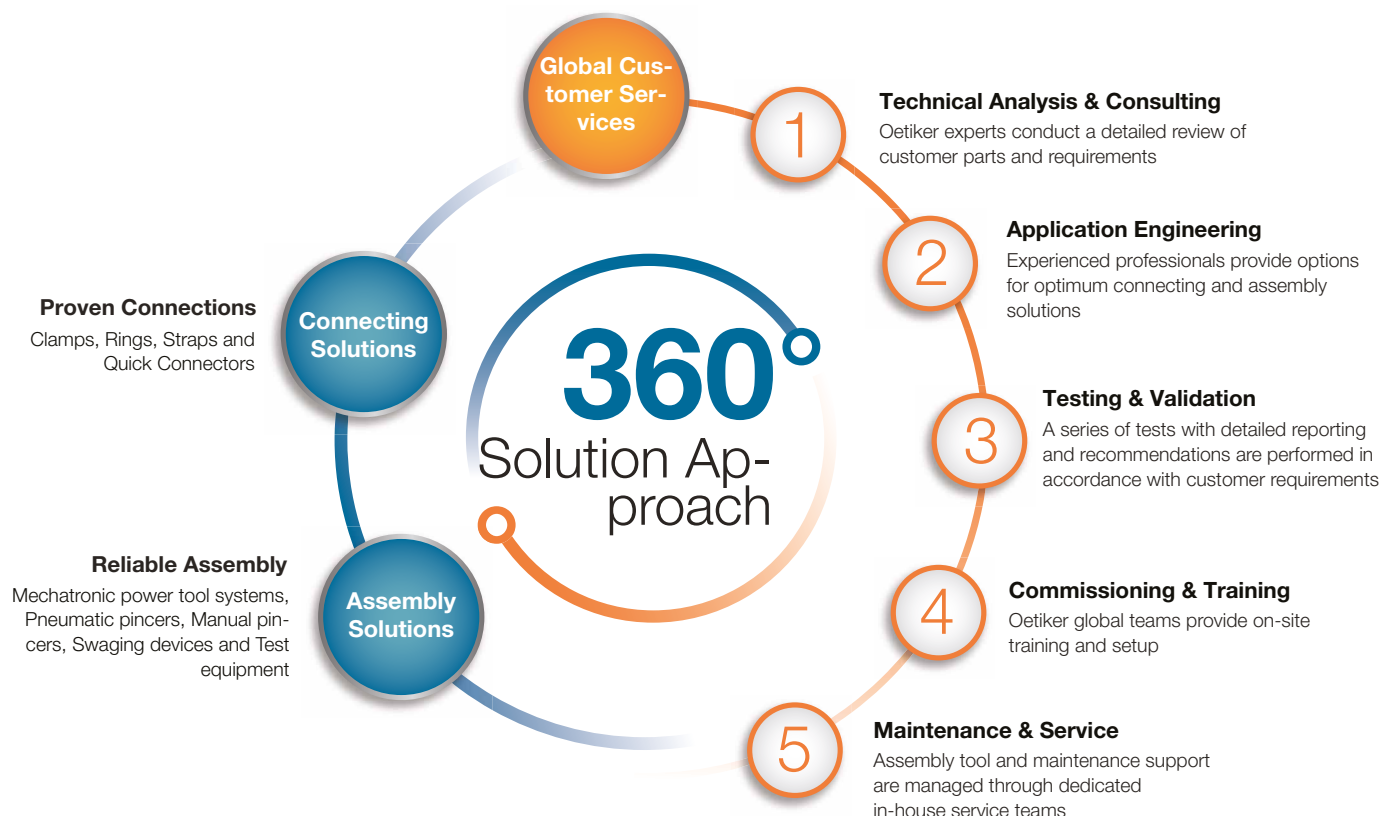 Global Cus-
tomer Ser-
vices
1
Technical Analysis & Consulting
Oetiker experts conduct a detailed review of
customer parts and requirements
2
Application Engineering
Experienced professionals provide options
for optimum connecting and assembly
solutions
3
Testing & Validation
A series of tests with detailed reporting
and recommendations are performed in
accordance with customer requirements
4
Commissioning & Training
Oetiker global teams provide on-site
training and setup
5
Maintenance & Service
Assembly tool and maintenance support
are managed through dedicated
in-house service teams
Proven Connections
Clamps, Rings, Straps and
Quick Connectors
Connecting
Solutions
360°
Solution Ap-
proach
Reliable Assembly
Mechatronic power tool systems,
Pneumatic pincers, Manual pin-
cers, Swaging devices and Test
equipment
Assembly
Solutions